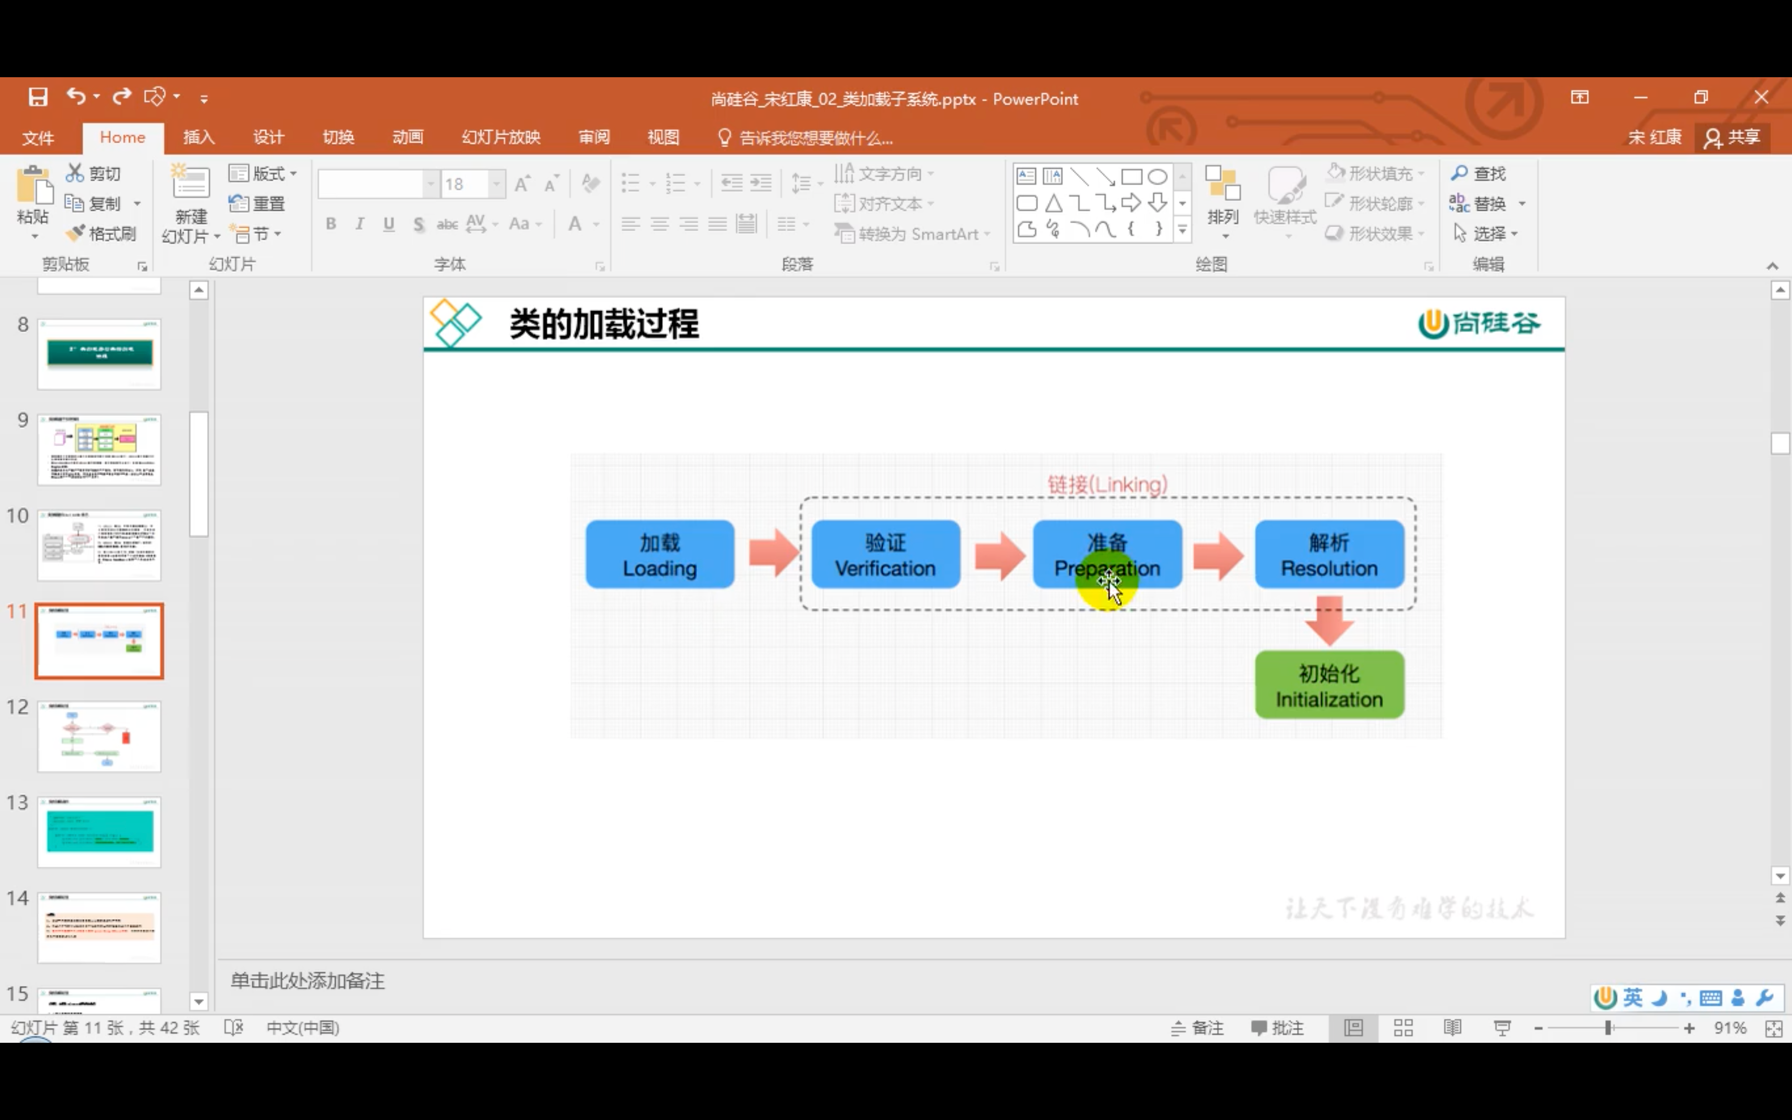 尚硅谷_宋红康_02_类加载子系统.pptx - PowerPoint
文件 Home 插入 设计 切换 动画 幻灯片放映 审阅 视图 告诉我您想要做什么... 宋 红康 共享
粘贴 剪切 复制 格式刷
新建 幻灯片 版式 重置 节
18
文字方向 对齐文本 转换为 SmartArt
排列 快速样式 形状填充 形状轮廓 形状效果
查找 替换 选择
剪贴板 幻灯片 字体 段落 绘图 编辑
8
9
10
11
12
13
14
15
类的加载过程
尚硅谷
链接(Linking)
加载
Loading
验证
Verification
准备
Preparation
解析
Resolution
初始化
Initialization
让天下没有难学的技术
单击此处添加备注
英
幻灯片 第 11 张，共 42 张 中文(中国) 备注 批注 91%